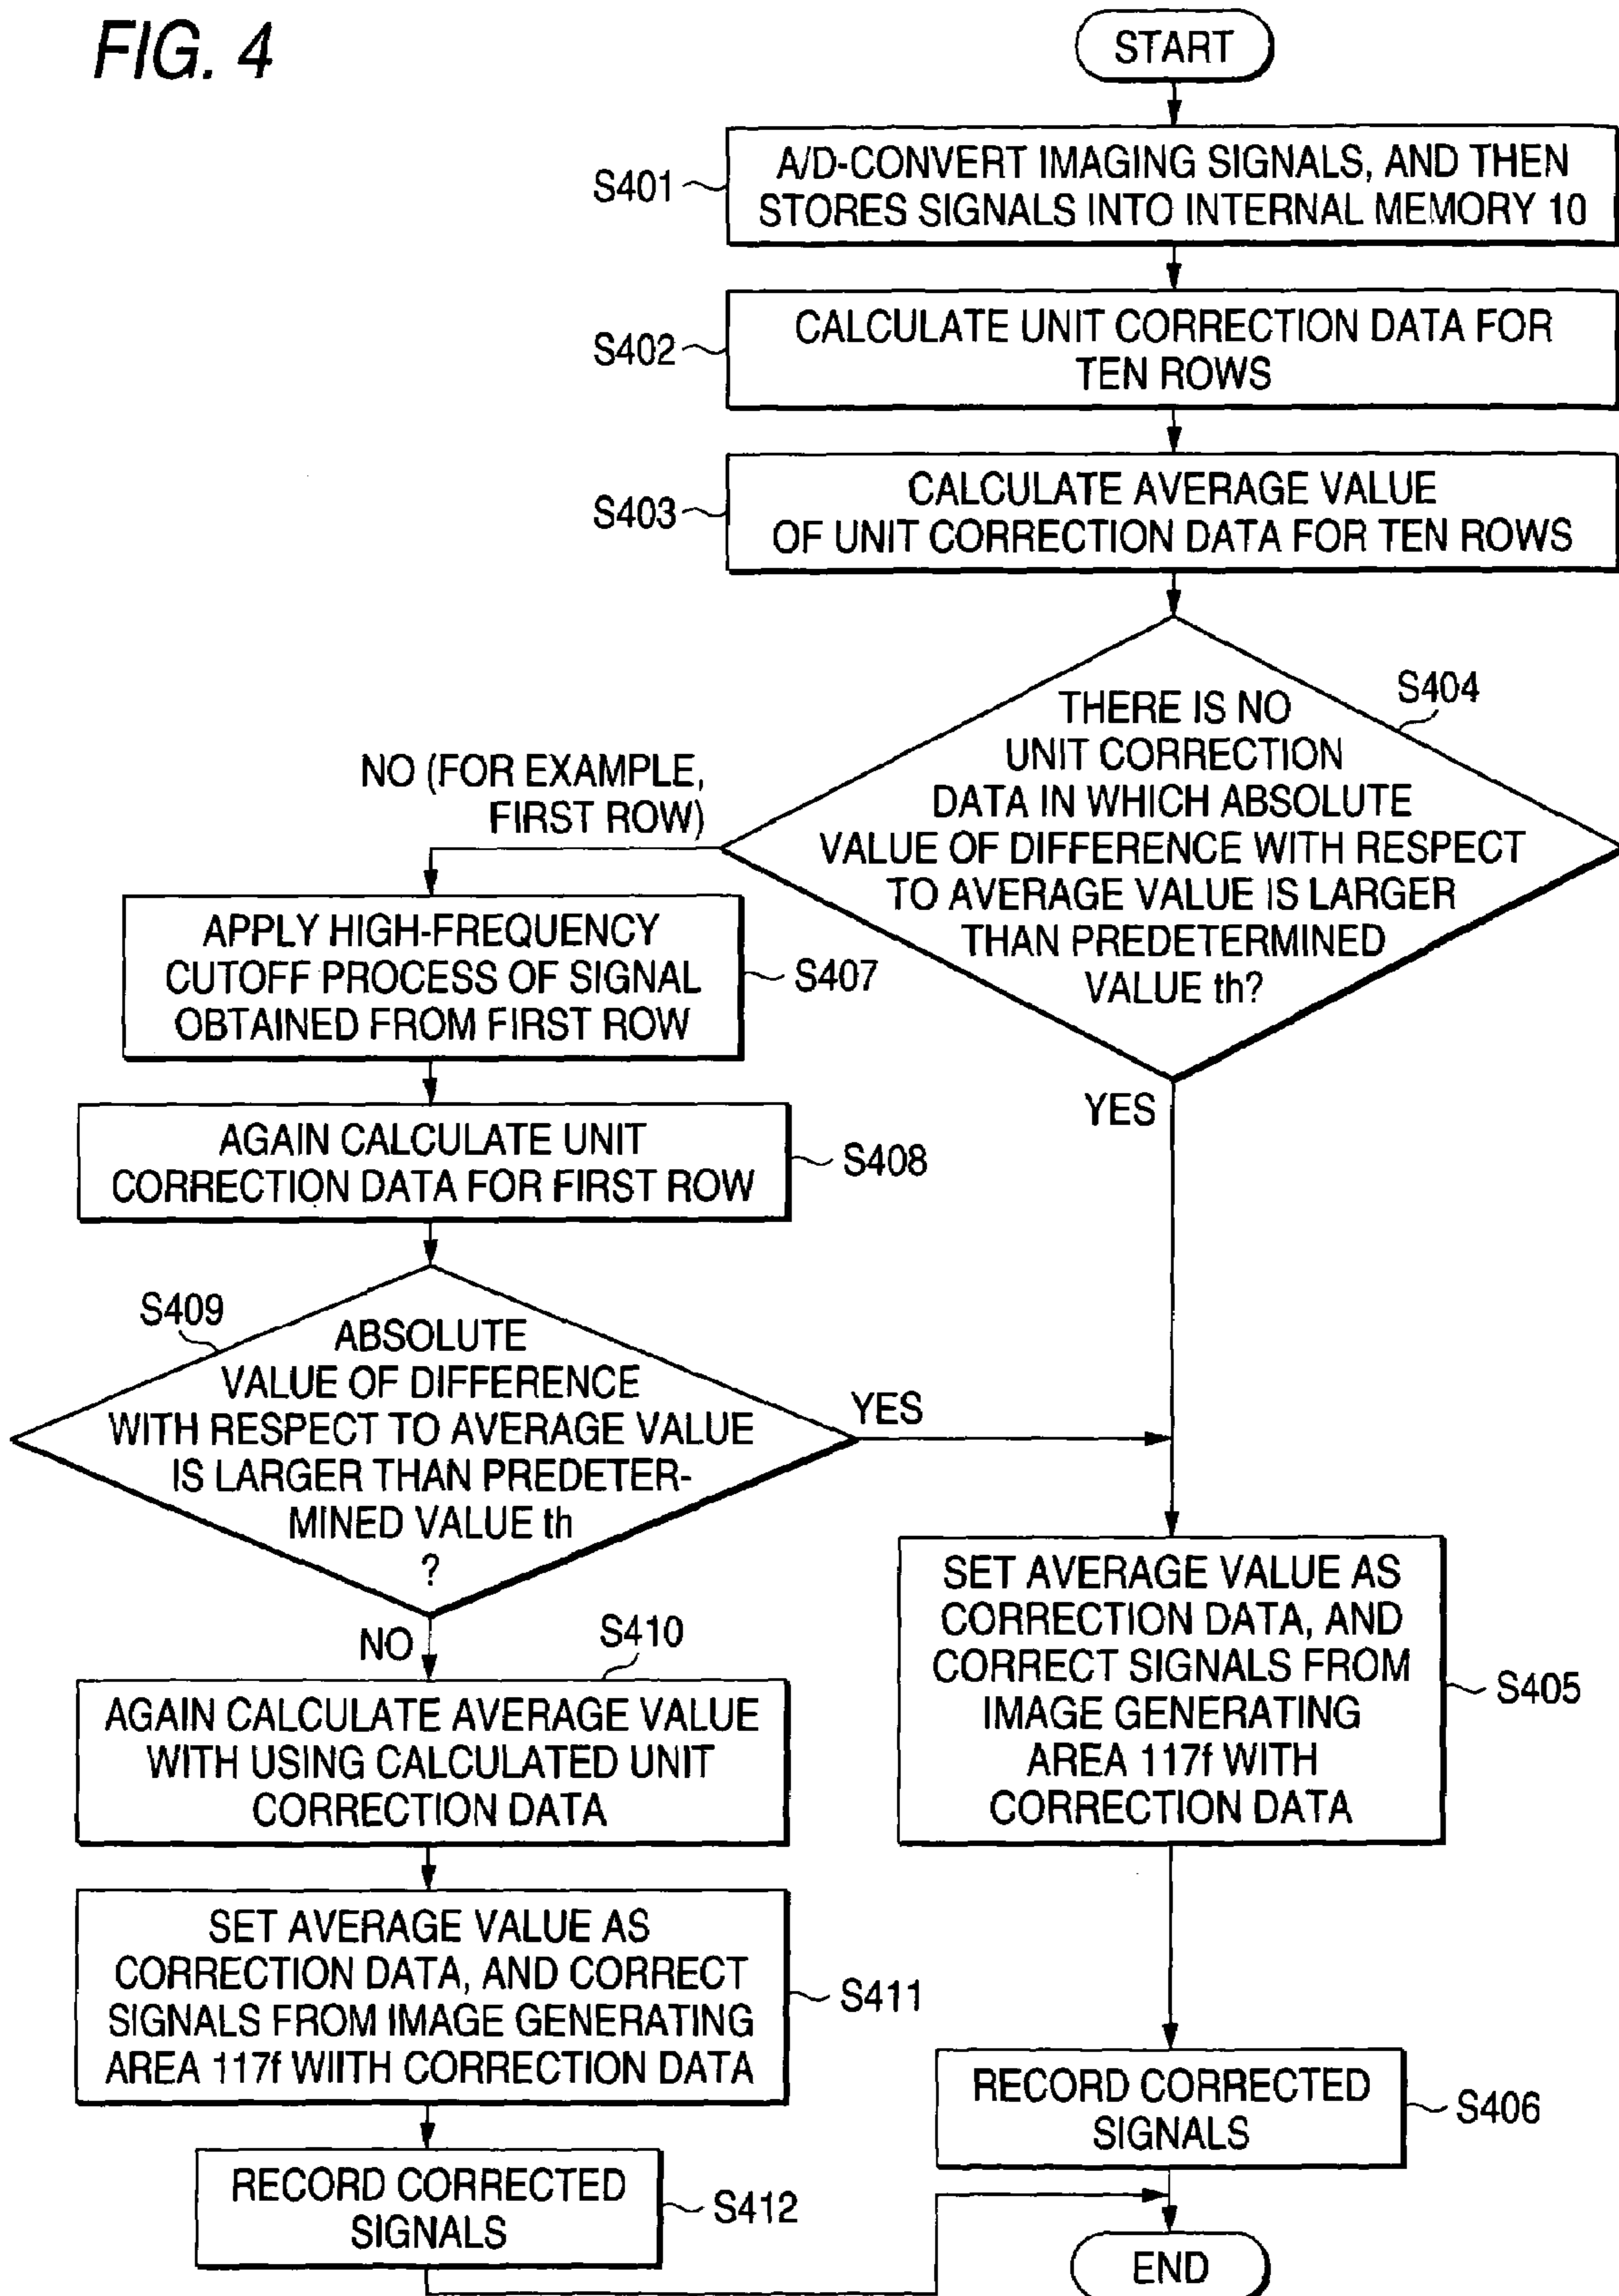 FIG. 4
START
S401
A/D-CONVERT IMAGING SIGNALS, AND THEN
STORES SIGNALS INTO INTERNAL MEMORY 10
S402
CALCULATE UNIT CORRECTION DATA FOR
TEN ROWS
S403
CALCULATE AVERAGE VALUE
OF UNIT CORRECTION DATA FOR TEN ROWS
S404
THERE IS NO
UNIT CORRECTION
DATA IN WHICH ABSOLUTE
VALUE OF DIFFERENCE WITH RESPECT
TO AVERAGE VALUE IS LARGER
THAN PREDETERMINED
VALUE th?
NO (FOR EXAMPLE,
FIRST ROW)
YES
APPLY HIGH-FREQUENCY
CUTOFF PROCESS OF SIGNAL
OBTAINED FROM FIRST ROW
S407
AGAIN CALCULATE UNIT
CORRECTION DATA FOR FIRST ROW
S408
S409
ABSOLUTE
VALUE OF DIFFERENCE
WITH RESPECT TO AVERAGE VALUE
IS LARGER THAN PREDETER-
MINED VALUE th
?
YES
NO
S410
AGAIN CALCULATE AVERAGE VALUE
WITH USING CALCULATED UNIT
CORRECTION DATA
SET AVERAGE VALUE AS
CORRECTION DATA, AND CORRECT
SIGNALS FROM IMAGE GENERATING
AREA 117f WIITH CORRECTION DATA
S411
RECORD CORRECTED
SIGNALS
S412
SET AVERAGE VALUE AS
CORRECTION DATA, AND
CORRECT SIGNALS FROM
IMAGE GENERATING
AREA 117f WITH
CORRECTION DATA
S405
RECORD CORRECTED
SIGNALS
S406
END